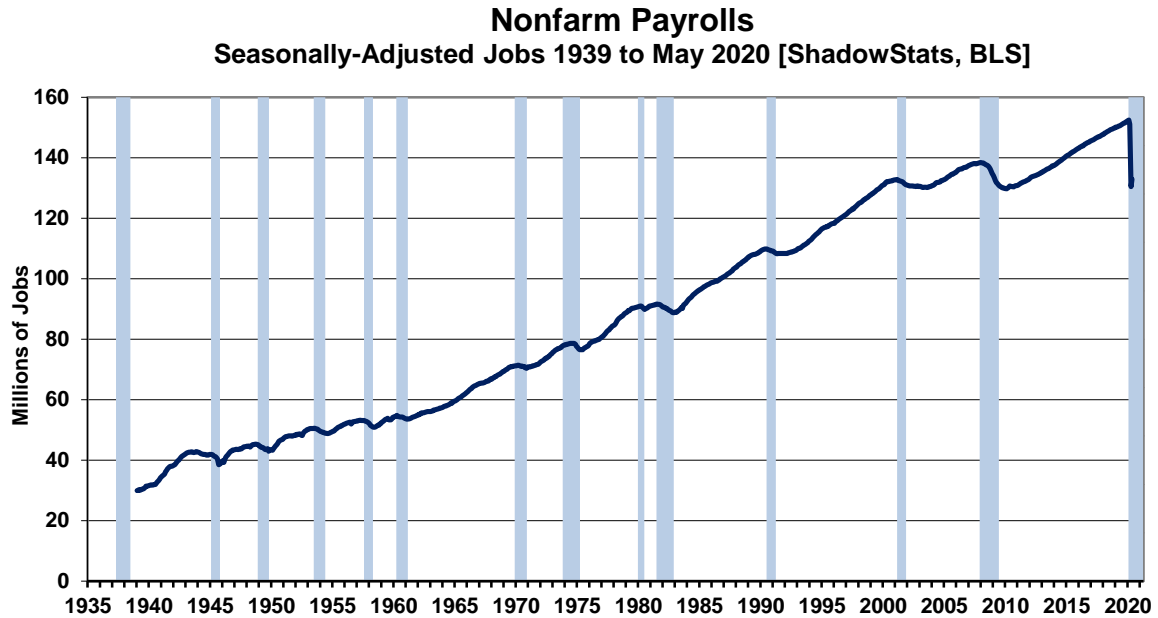 Nonfarm Payrolls
Seasonally-Adjusted Jobs 1939 to May 2020 [ShadowStats, BLS]
Millions of Jobs
160
140
120
100
80
60
40
20
0
1935 1940 1945 1950 1955 1960 1965 1970 1975 1980 1985 1990 1995 2000 2005 2010 2015 2020